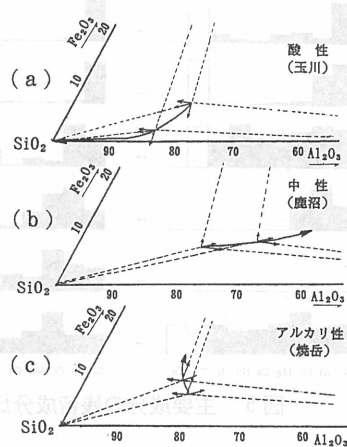 Fe₂O₃
20
10
酸性
(玉川)
(a)
SiO₂
90
80
70
60
Al₂O₃
Fe₂O₃
20
10
中性
(鹿沼)
(b)
SiO₂
90
80
70
60
Al₂O₃
Fe₂O₃
20
10
アルカリ性
(焼岳)
(c)
SiO₂
90
80
70
60
Al₂O₃